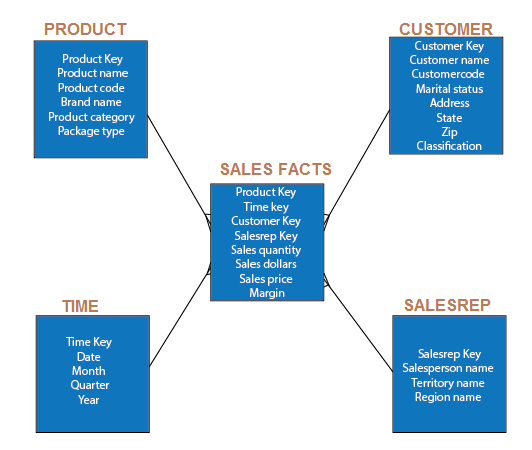 PRODUCT
Product Key
Product name
Product code
Brand name
Product category
Package type
CUSTOMER
Customer Key
Customer name
Customercode
Marital status
Address
State
Zip
Classification
SALES FACTS
Product Key
Time key
Customer Key
Salesrep Key
Sales quantity
Sales dollars
Sales price
Margin
TIME
Time Key
Date
Month
Quarter
Year
SALESREP
Salesrep Key
Salesperson name
Territory name
Region name